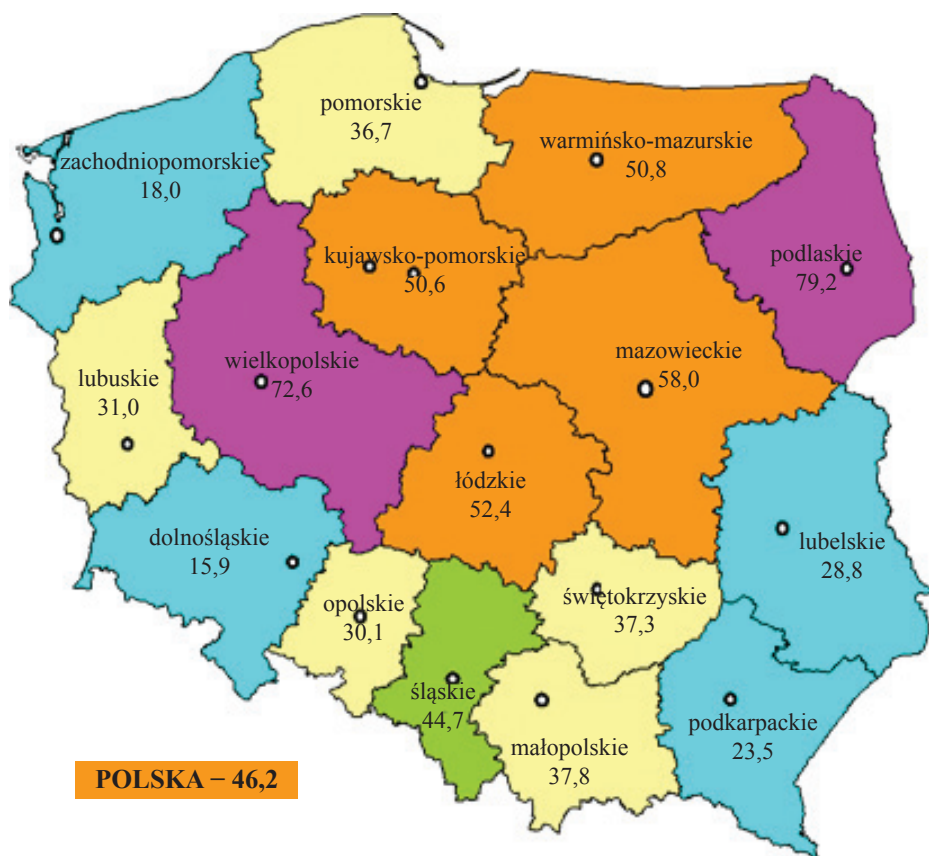 pomorskie
36,7
warmińsko-mazurskie
50,8
zachodniopomorskie
18,0
kujawsko-pomorskie
50,6
podlaskie
79,2
wielkopolskie
72,6
mazowieckie
58,0
lubuskie
31,0
łódzkie
52,4
dolnośląskie
15,9
lubelskie
28,8
opolskie
30,1
świętokrzyskie
37,3
śląskie
44,7
podkarpackie
23,5
małopolskie
37,8
POLSKA − 46,2